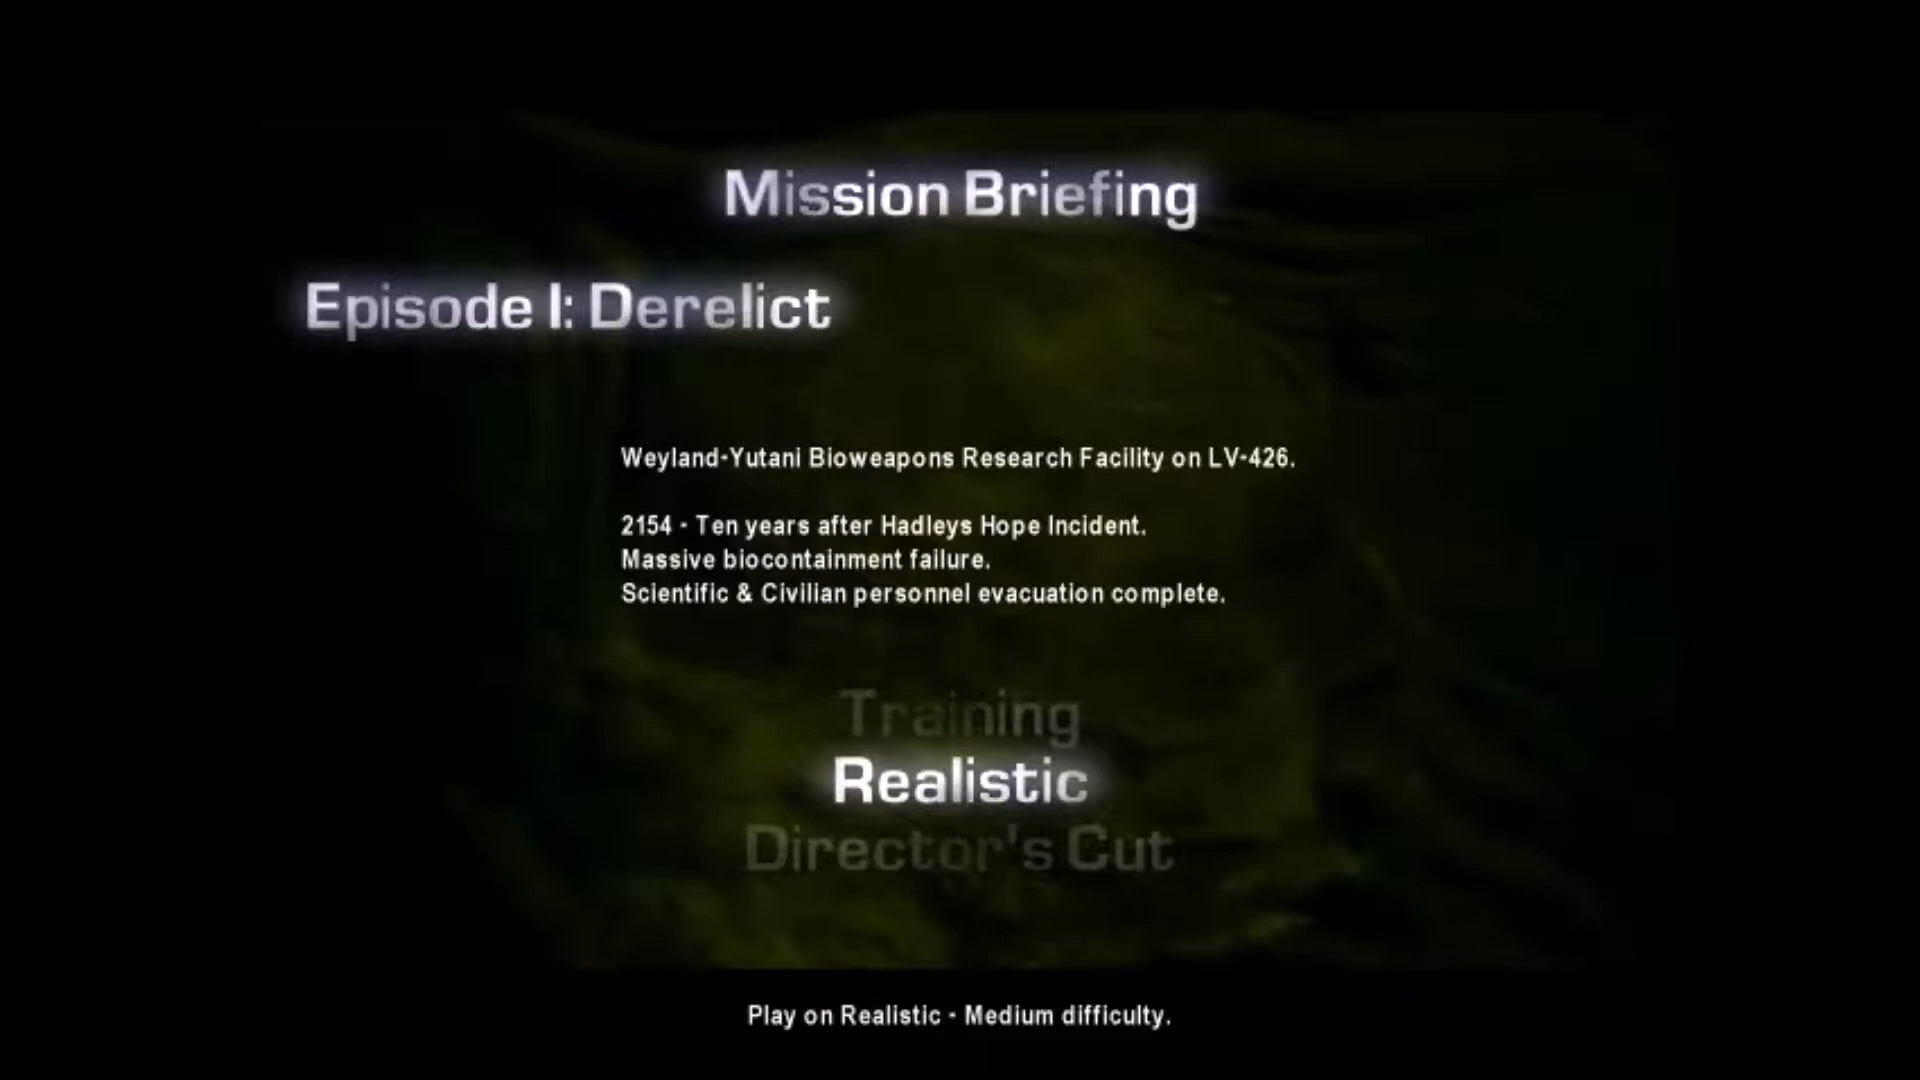 Mission Briefing
Episode I: Derelict
Weyland-Yutani Bioweapons Research Facility on LV-426.
2154 - Ten years after Hadleys Hope Incident.
Massive biocontainment failure.
Scientific & Civilian personnel evacuation complete.
Training
Realistic
Director's Cut
Play on Realistic - Medium difficulty.